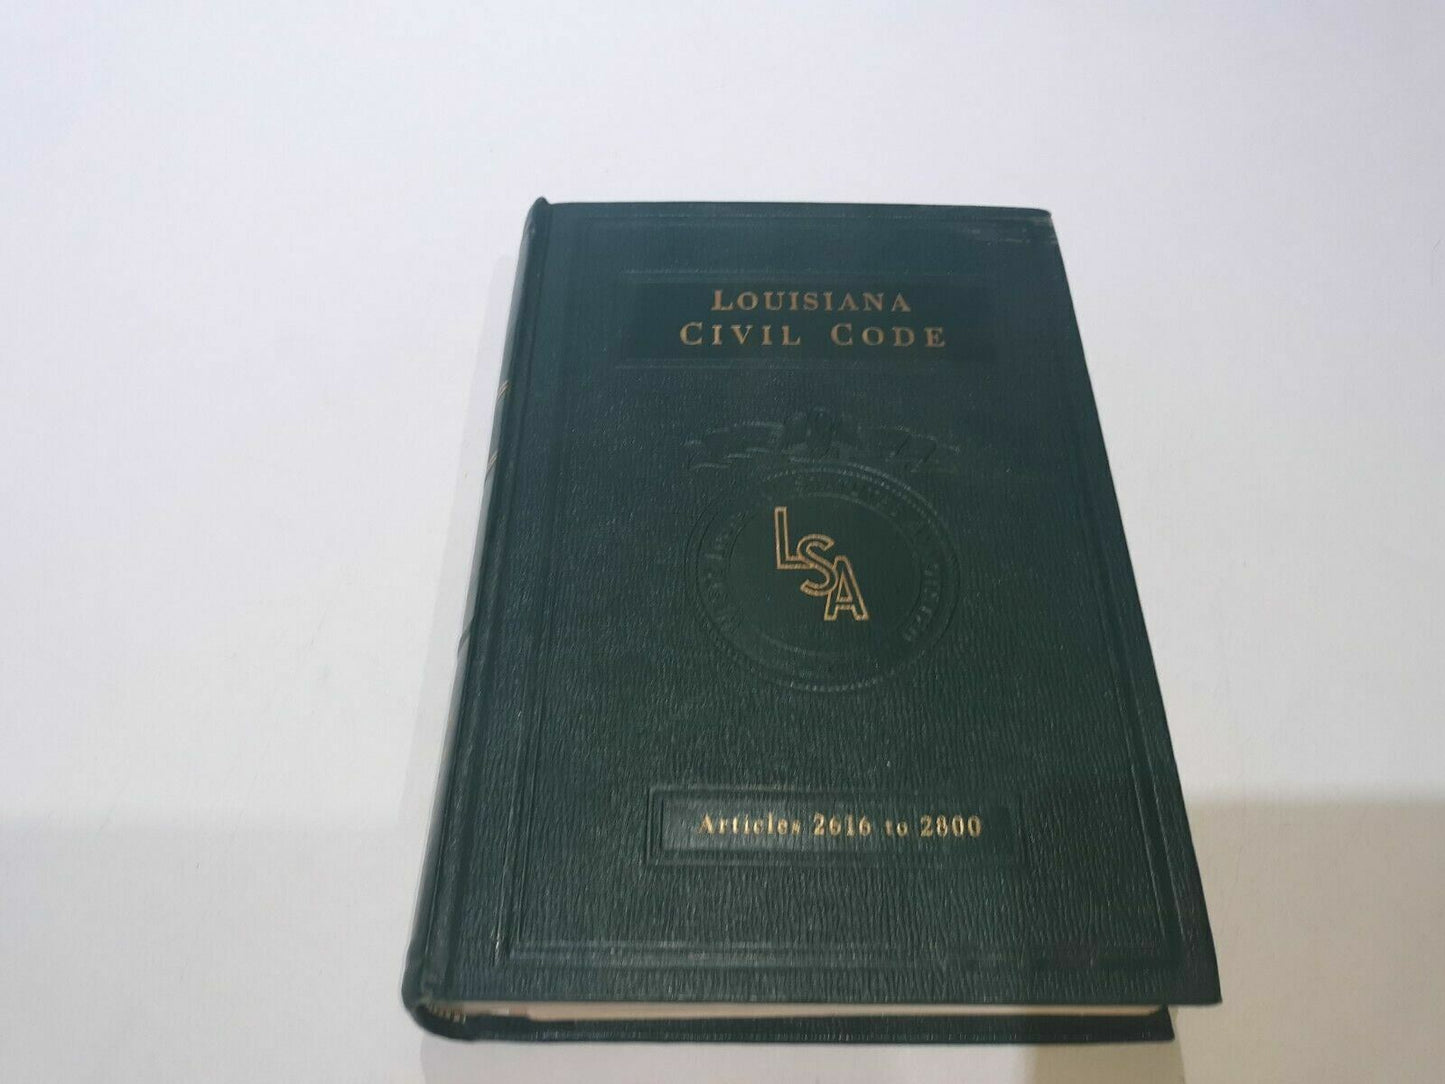 LOUISIANA
CIVIL CODE
LSA
Articles 2616 to 2800